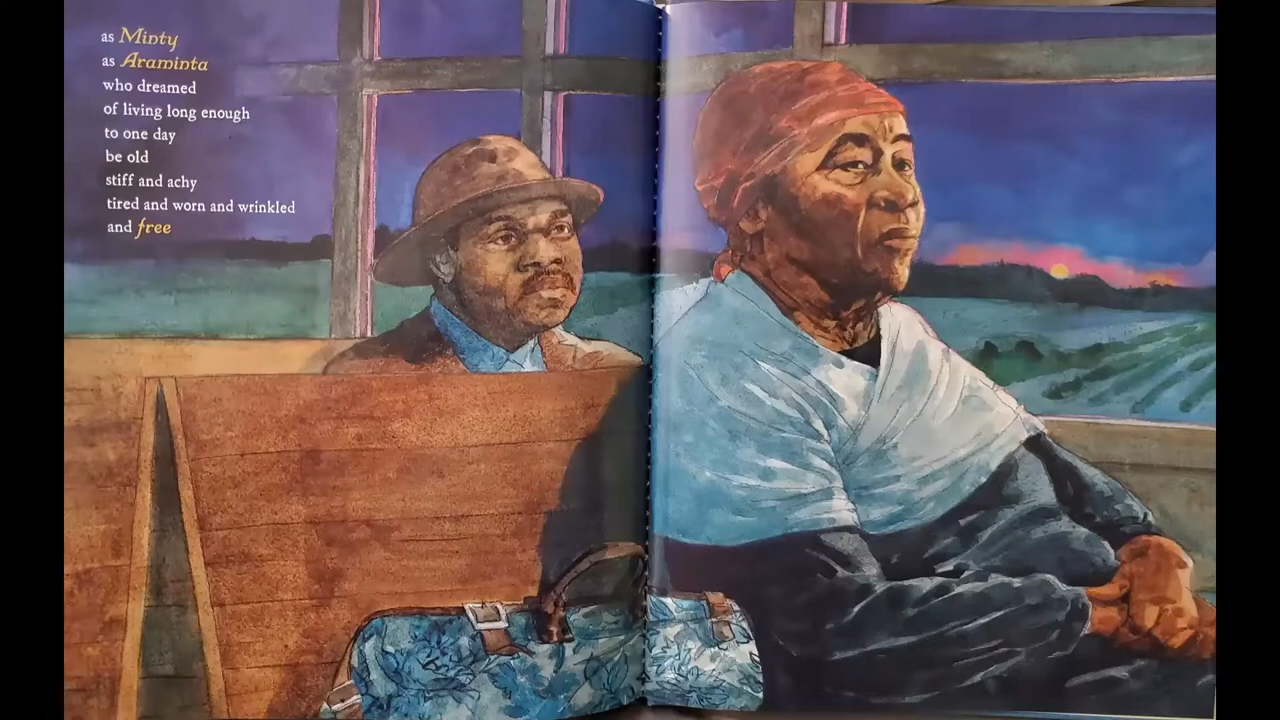 as Minty
as Araminta
who dreamed
of living long enough
to one day
be old
stiff and achy
tired and worn and wrinkled
and free